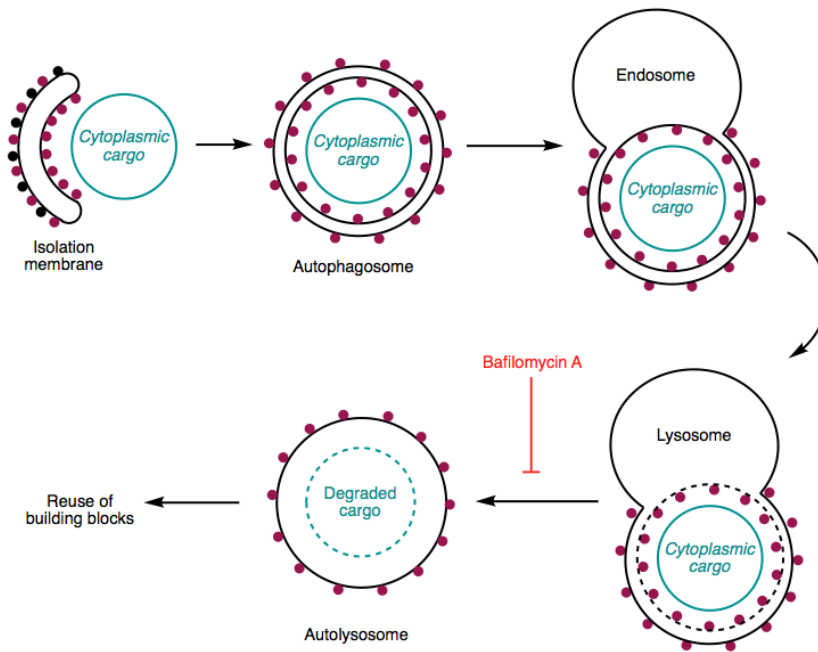 Cytoplasmic
cargo
Isolation
membrane
Cytoplasmic
cargo
Autophagosome
Endosome
Cytoplasmic
cargo
Bafilomycin A
Lysosome
Cytoplasmic
cargo
Degraded
cargo
Autolysosome
Reuse of
building blocks